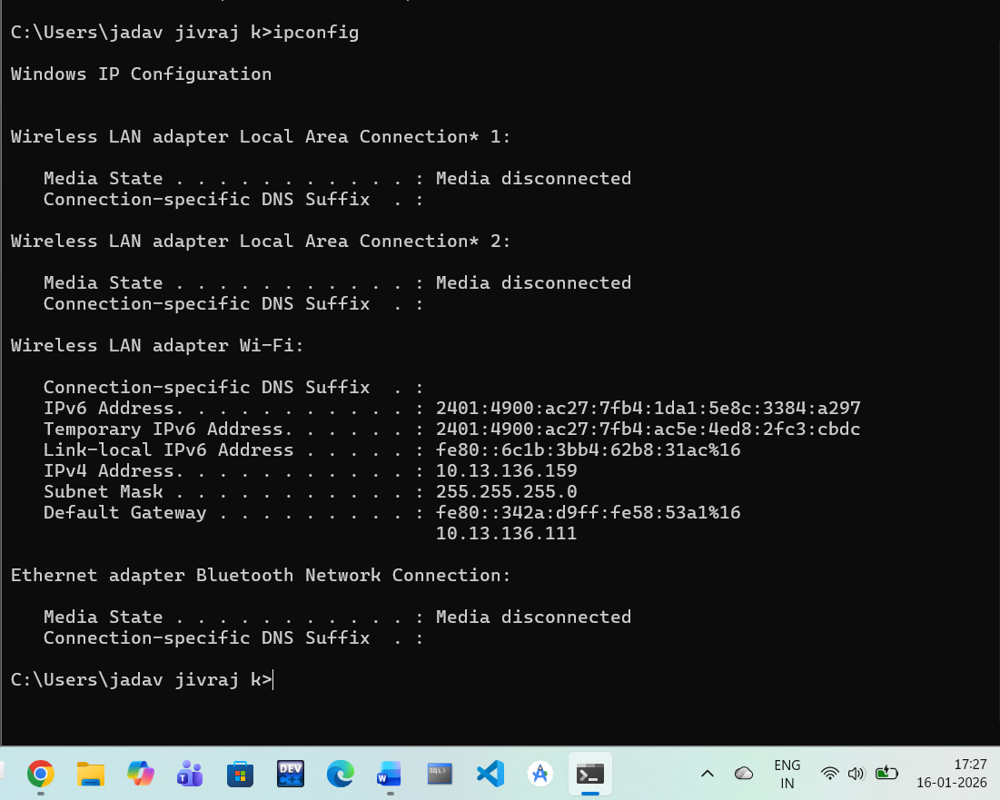 C:\Users\jadav jivraj k>ipconfig
Windows IP Configuration
Wireless LAN adapter Local Area Connection* 1:
   Media State . . . . . . . . . . . : Media disconnected
   Connection-specific DNS Suffix  . :
Wireless LAN adapter Local Area Connection* 2:
   Media State . . . . . . . . . . . : Media disconnected
   Connection-specific DNS Suffix  . :
Wireless LAN adapter Wi-Fi:
   Connection-specific DNS Suffix  . :
   IPv6 Address. . . . . . . . . . . : 2401:4900:ac27:7fb4:1da1:5e8c:3384:a297
   Temporary IPv6 Address. . . . . . : 2401:4900:ac27:7fb4:ac5e:4ed8:2fc3:cbdc
   Link-local IPv6 Address . . . . . : fe80::6c1b:3bb4:62b8:31ac%16
   IPv4 Address. . . . . . . . . . . : 10.13.136.159
   Subnet Mask . . . . . . . . . . . : 255.255.255.0
   Default Gateway . . . . . . . . . : fe80::342a:d9ff:fe58:53a1%16
                                       10.13.136.111
Ethernet adapter Bluetooth Network Connection:
   Media State . . . . . . . . . . . : Media disconnected
   Connection-specific DNS Suffix  . :
C:\Users\jadav jivraj k>
T
DEV
C++
W
SQL>
ENG
IN
17:27
16-01-2026